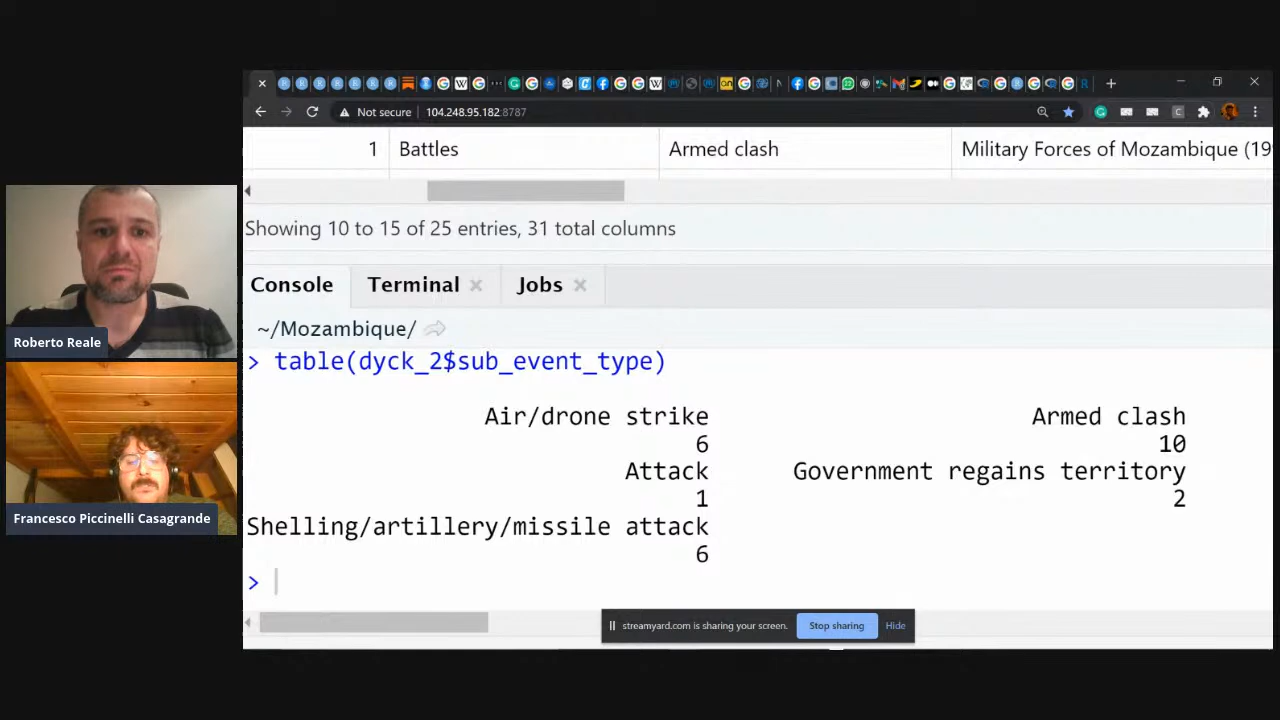 Not secure | 104.248.95.182:8787
1 Battles Armed clash Military Forces of Mozambique (19
Showing 10 to 15 of 25 entries, 31 total columns
Console Terminal Jobs
~/Mozambique/
> table(dyck_2$sub_event_type)
Air/drone strike Armed clash
6 10
Attack Government regains territory
1 2
Shelling/artillery/missile attack
6
>
streamyard.com is sharing your screen. Stop sharing Hide
Roberto Reale
Francesco Piccinelli Casagrande